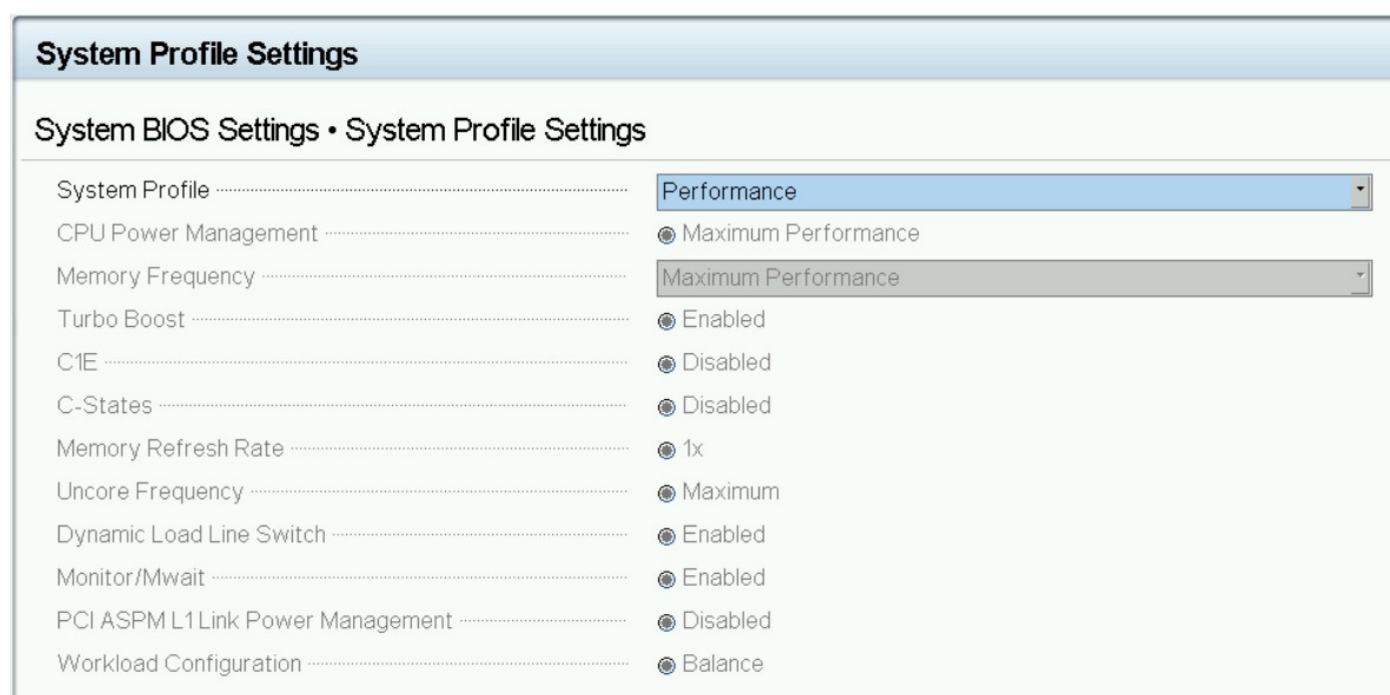 System Profile Settings
System BIOS Settings • System Profile Settings
System Profile Performance
CPU Power Management Maximum Performance
Memory Frequency Maximum Performance
Turbo Boost Enabled
C1E Disabled
C-States Disabled
Memory Refresh Rate 1x
Uncore Frequency Maximum
Dynamic Load Line Switch Enabled
Monitor/Mwait Enabled
PCI ASPM L1 Link Power Management Disabled
Workload Configuration Balance